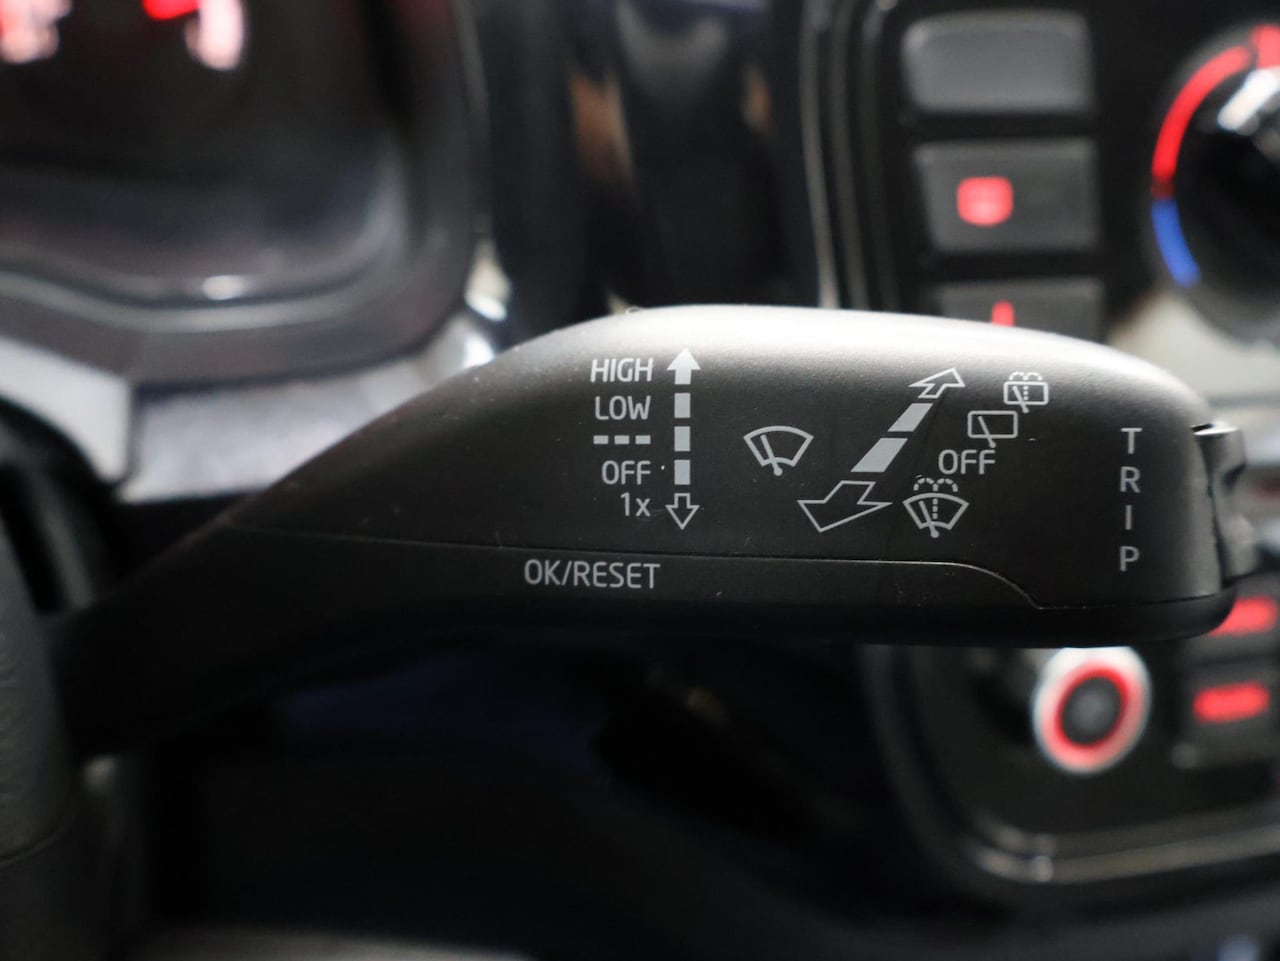 HIGH
LOW
---
OFF
1x
OFF
TRIP
OK/RESET